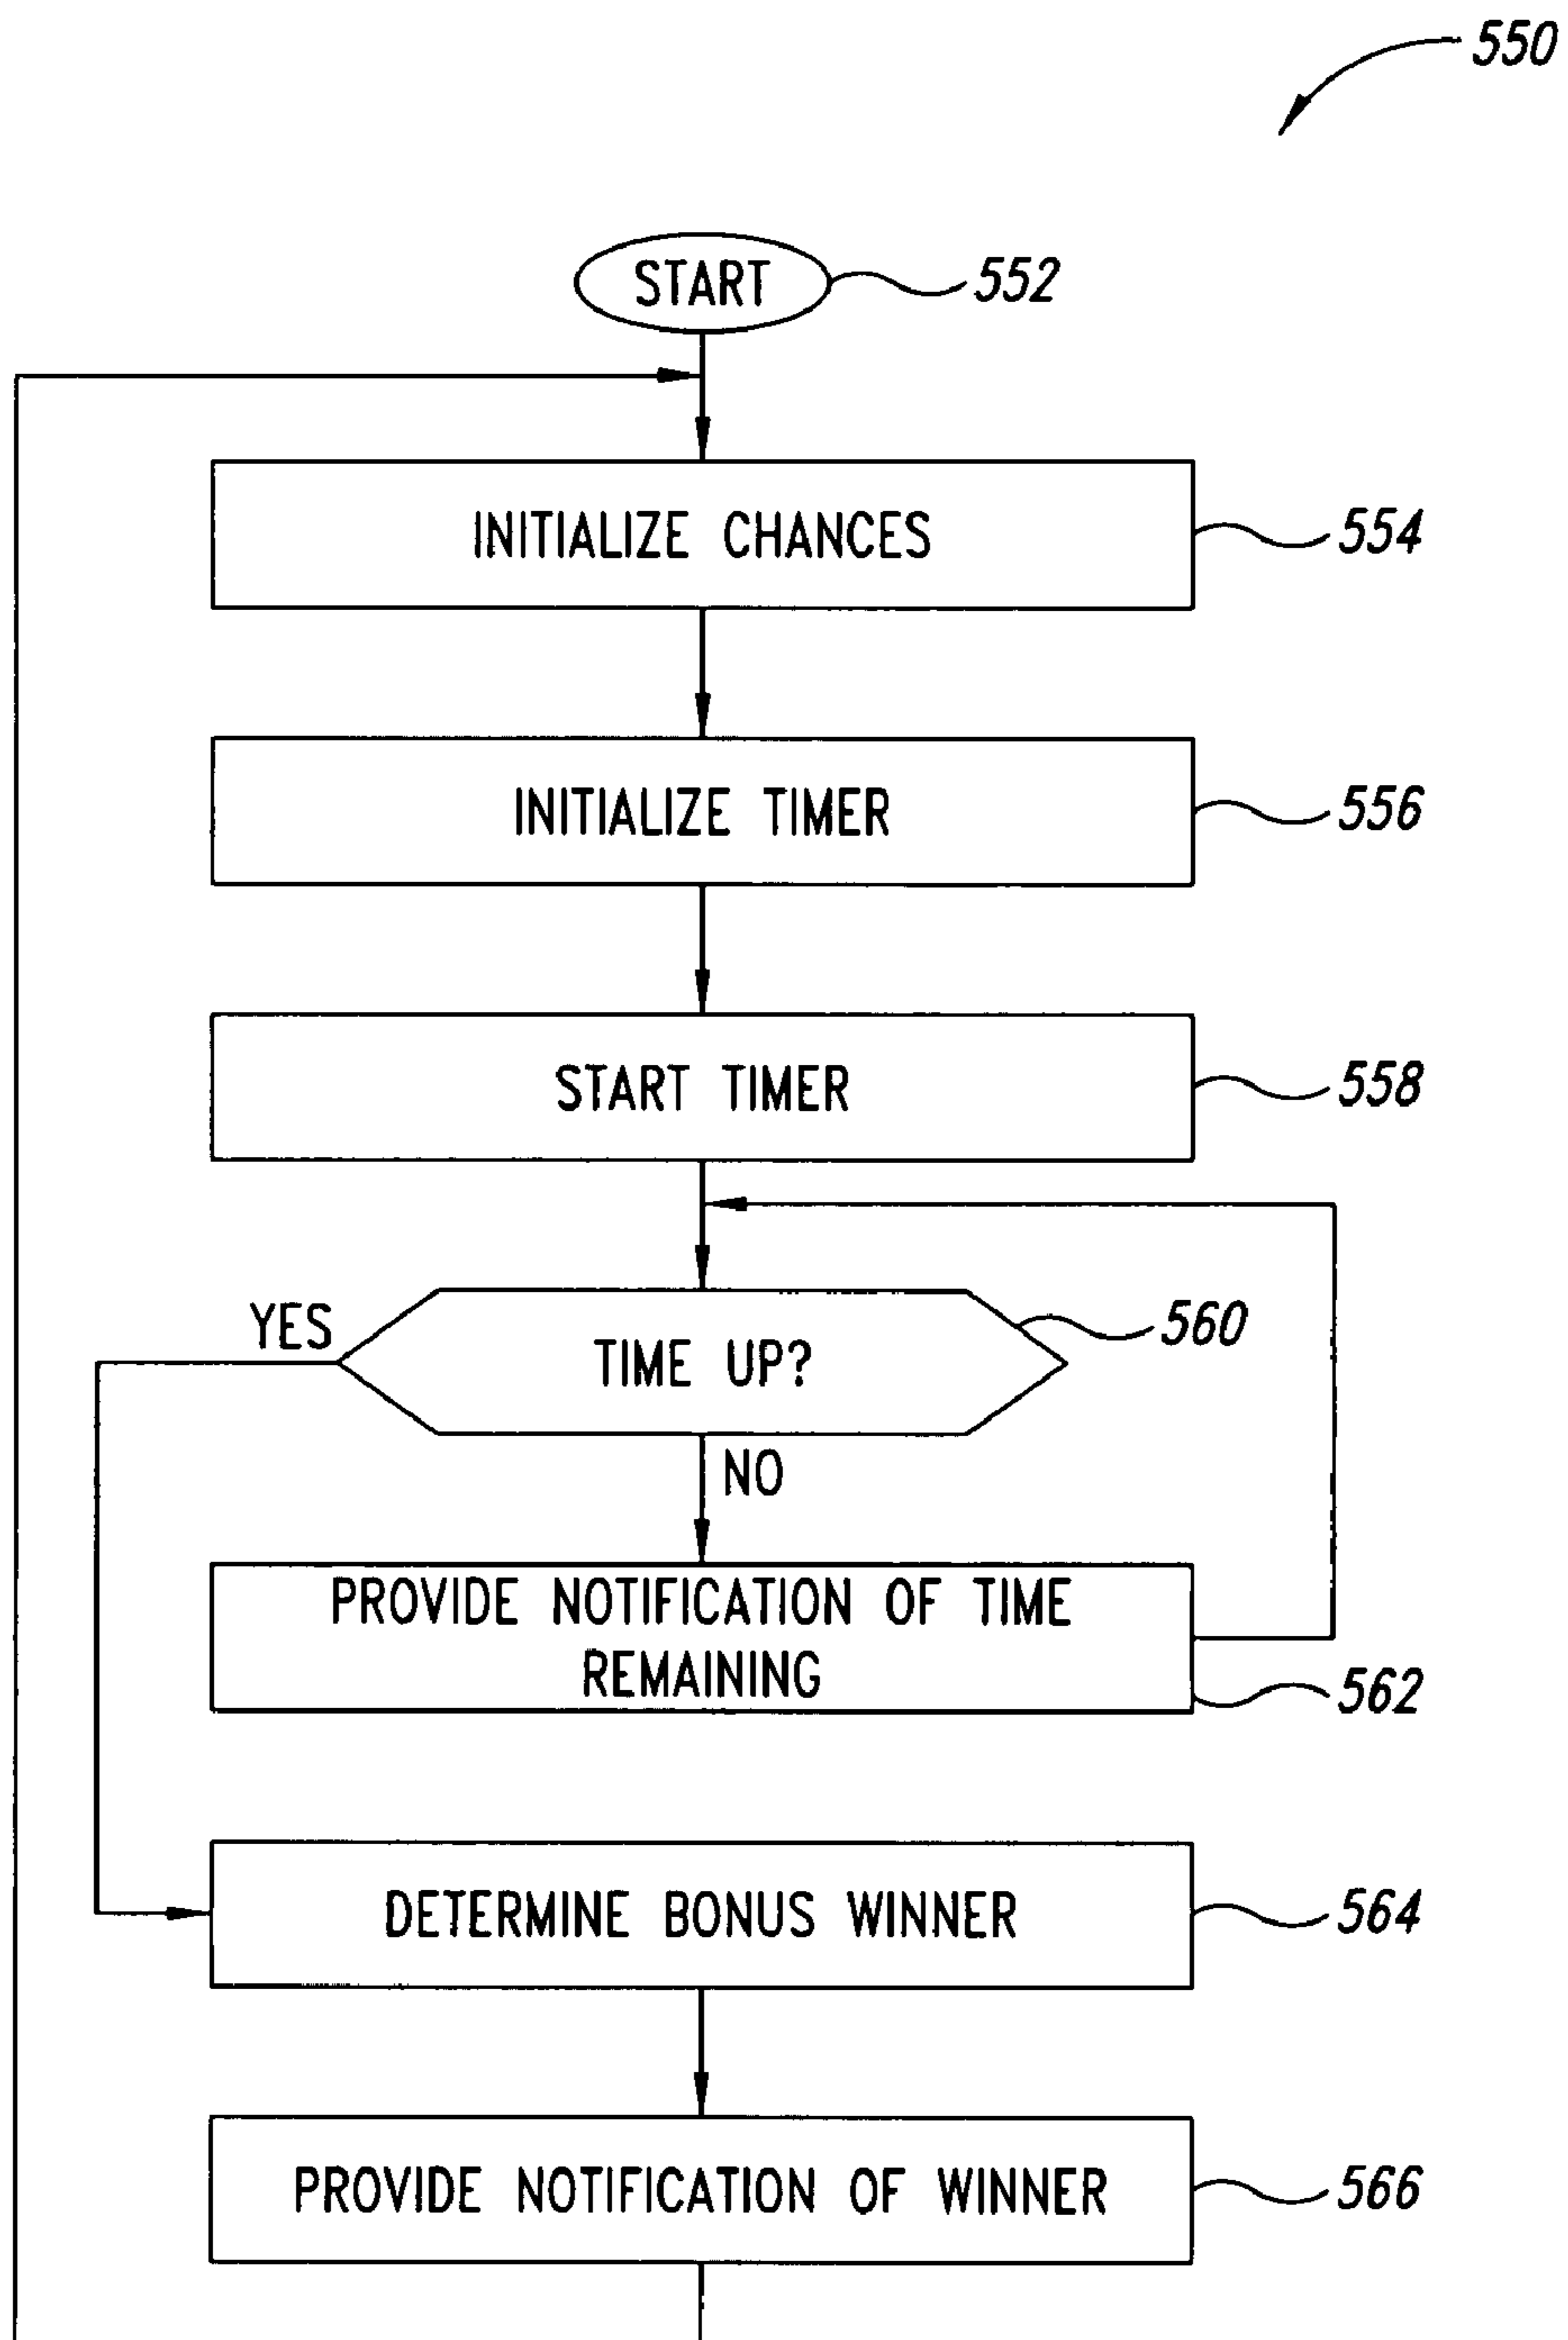 550
START
552
INITIALIZE CHANCES
554
INITIALIZE TIMER
556
START TIMER
558
YES
TIME UP?
560
NO
PROVIDE NOTIFICATION OF TIME
REMAINING
562
DETERMINE BONUS WINNER
564
PROVIDE NOTIFICATION OF WINNER
566